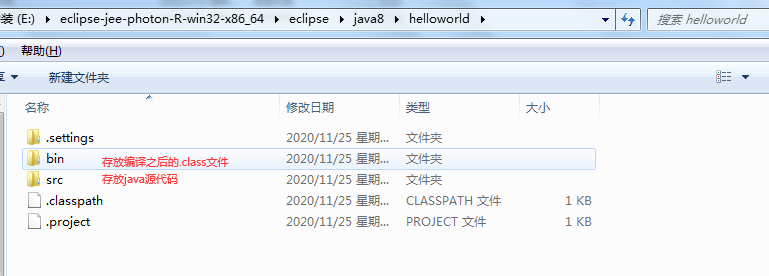 装 (E:) ▸ eclipse-jee-photon-R-win32-x86_64 ▸ eclipse ▸ java8 ▸ helloworld ▸ 搜索 helloworld
) 帮助(H)
享 ▾ 新建文件夹
名称 修改日期 类型 大小
.settings 2020/11/25 星期... 文件夹
bin 存放编译之后的.class文件 2020/11/25 星期... 文件夹
src 存放java源代码 2020/11/25 星期... 文件夹
.classpath 2020/11/25 星期... CLASSPATH 文件 1 KB
.project 2020/11/25 星期... PROJECT 文件 1 KB